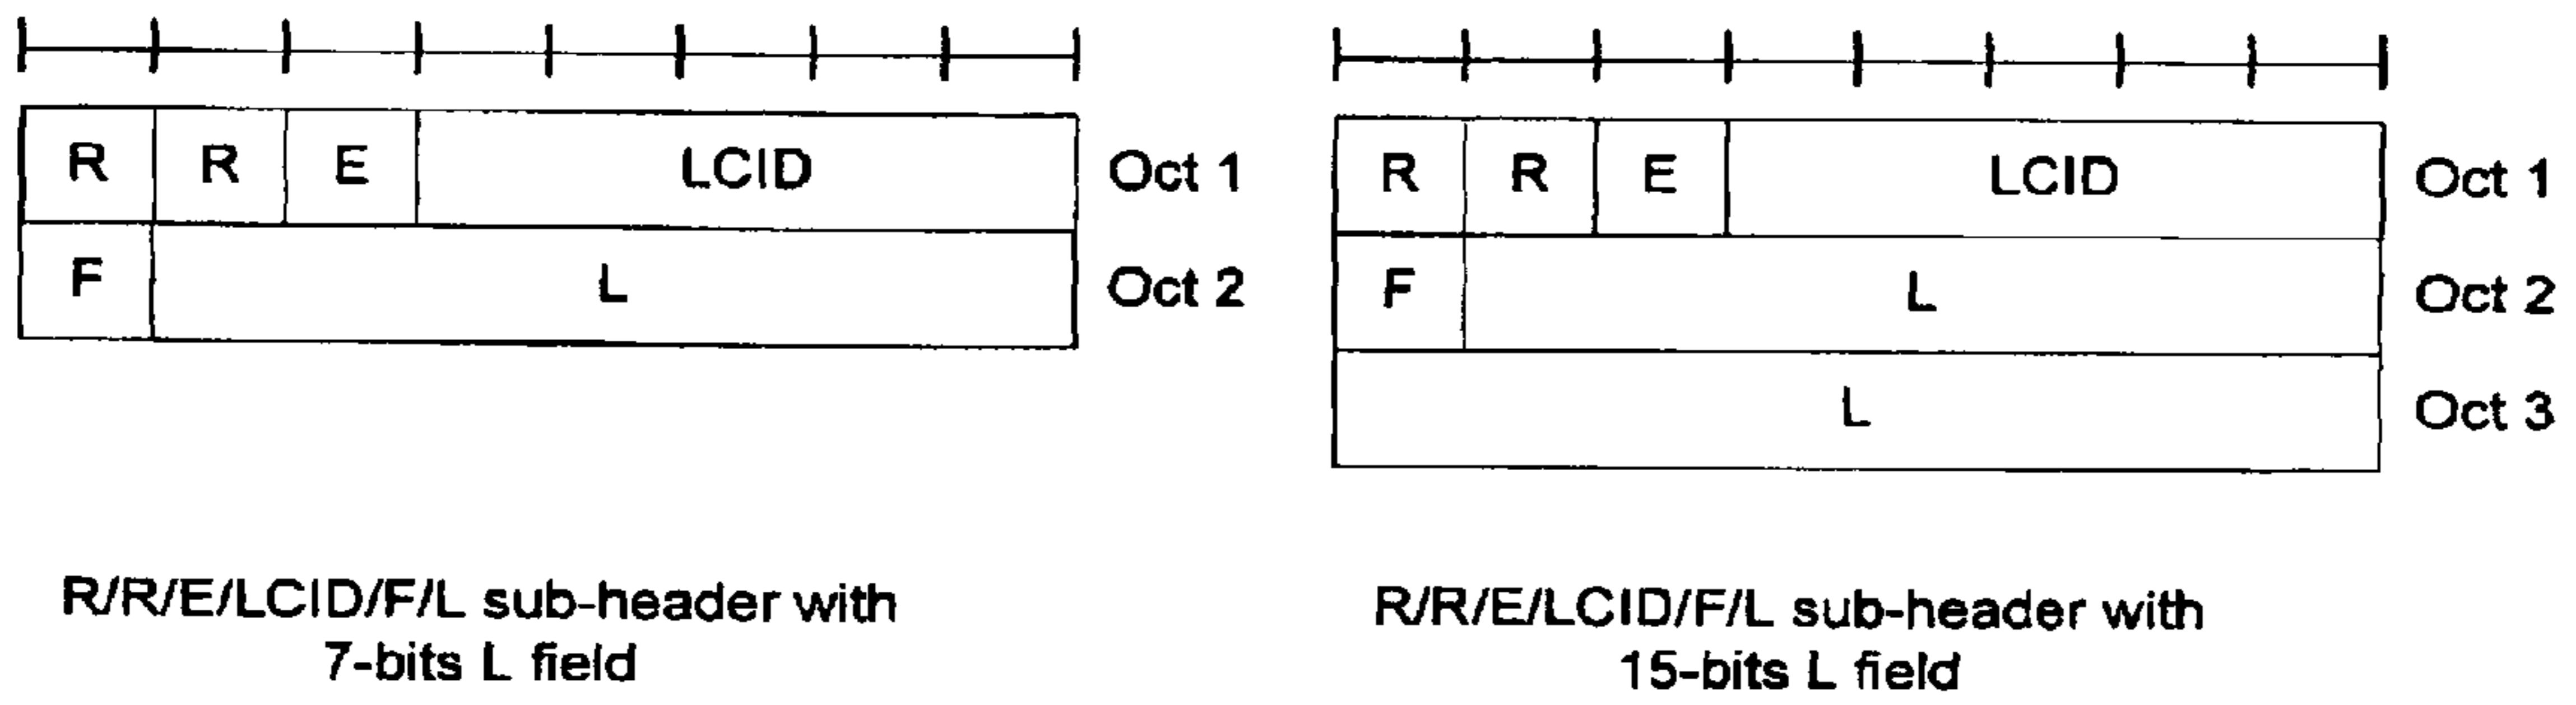 R R E LCID Oct 1
F L Oct 2
R/R/E/LCID/F/L sub-header with
7-bits L field
R R E LCID Oct 1
F L Oct 2
L Oct 3
R/R/E/LCID/F/L sub-header with
15-bits L field